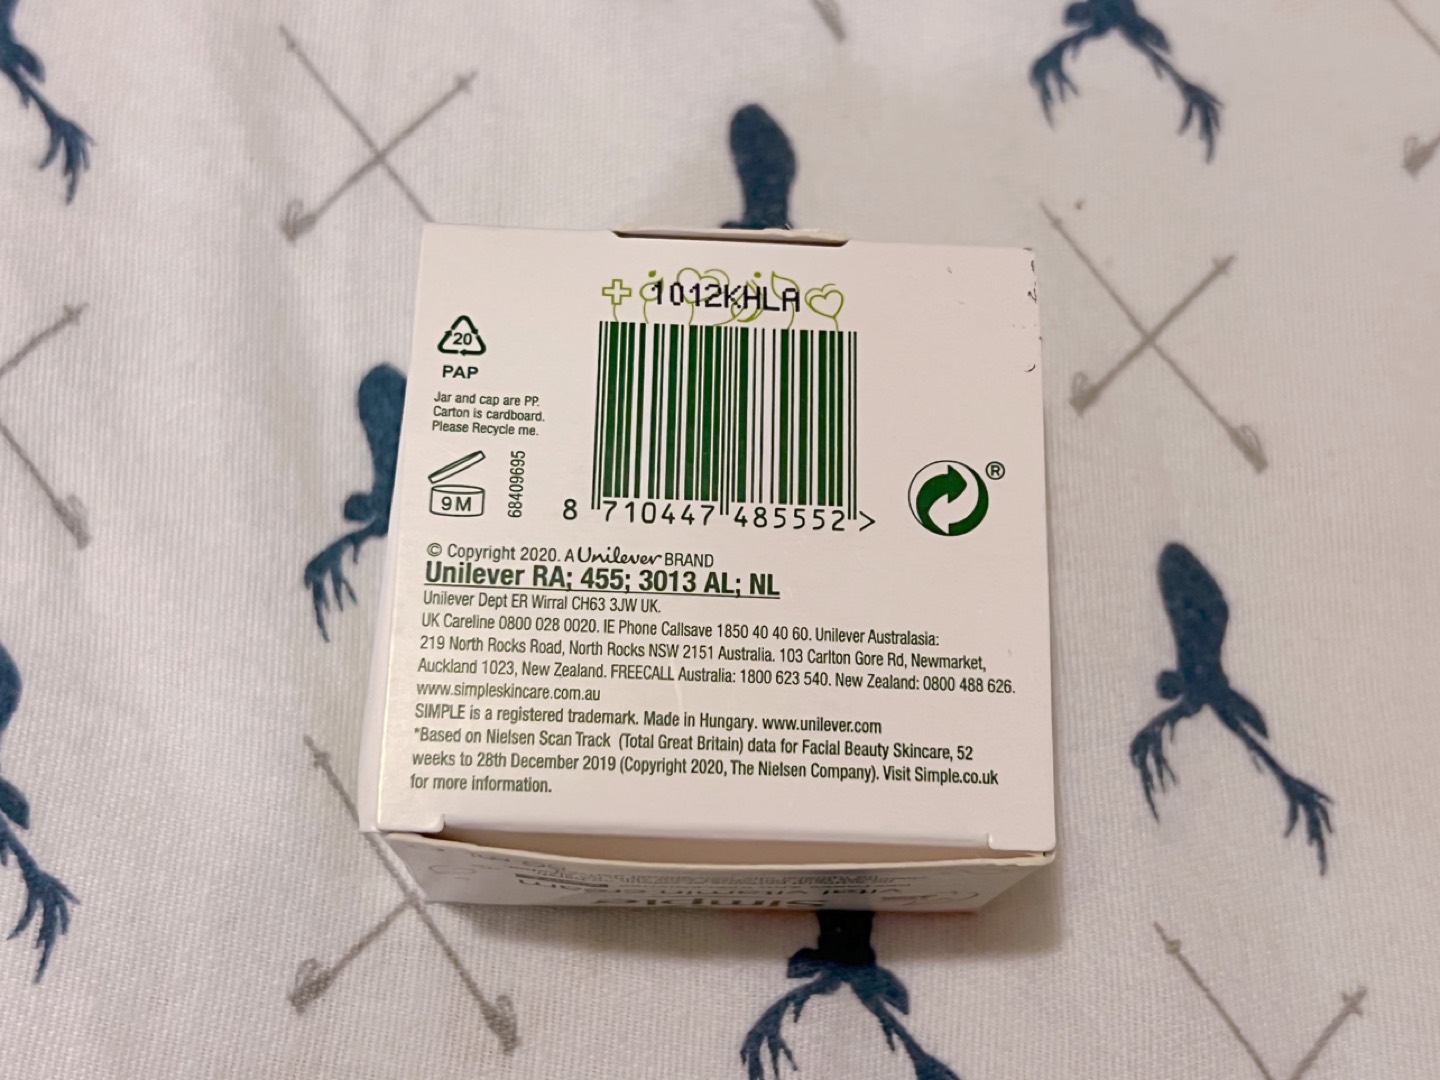 1012KHLA
20
PAP
Jar and cap are PP.
Carton is cardboard.
Please Recycle me.
9M
68409695
8 710447 485552 >
®
© Copyright 2020. A Unilever BRAND
Unilever RA; 455; 3013 AL; NL
Unilever Dept ER Wirral CH63 3JW UK.
UK Careline 0800 028 0020. IE Phone Callsave 1850 40 40 60. Unilever Australasia:
219 North Rocks Road, North Rocks NSW 2151 Australia. 103 Carlton Gore Rd, Newmarket,
Auckland 1023, New Zealand. FREECALL Australia: 1800 623 540. New Zealand: 0800 488 626.
www.simpleskincare.com.au
SIMPLE is a registered trademark. Made in Hungary. www.unilever.com
*Based on Nielsen Scan Track (Total Great Britain) data for Facial Beauty Skincare, 52
weeks to 28th December 2019 (Copyright 2020, The Nielsen Company). Visit Simple.co.uk
for more information.
vital vitamin cream
simple